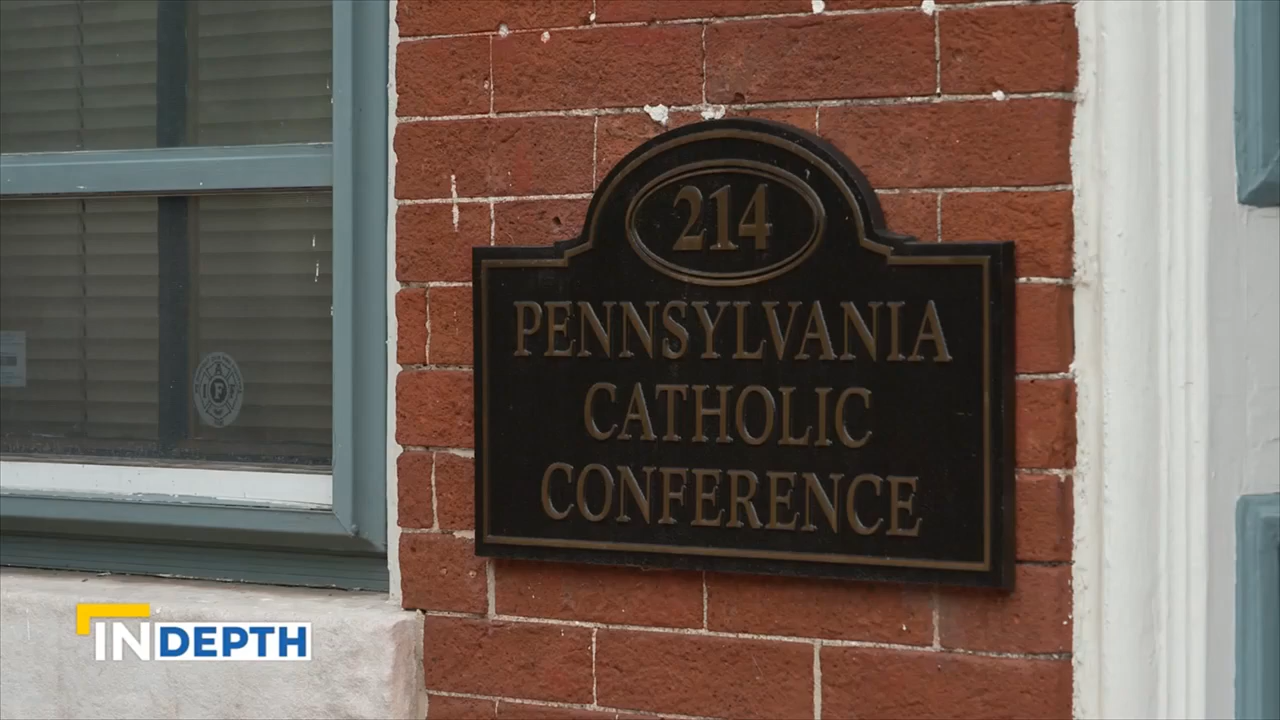 214
PENNSYLVANIA
CATHOLIC
CONFERENCE
INDEPTH